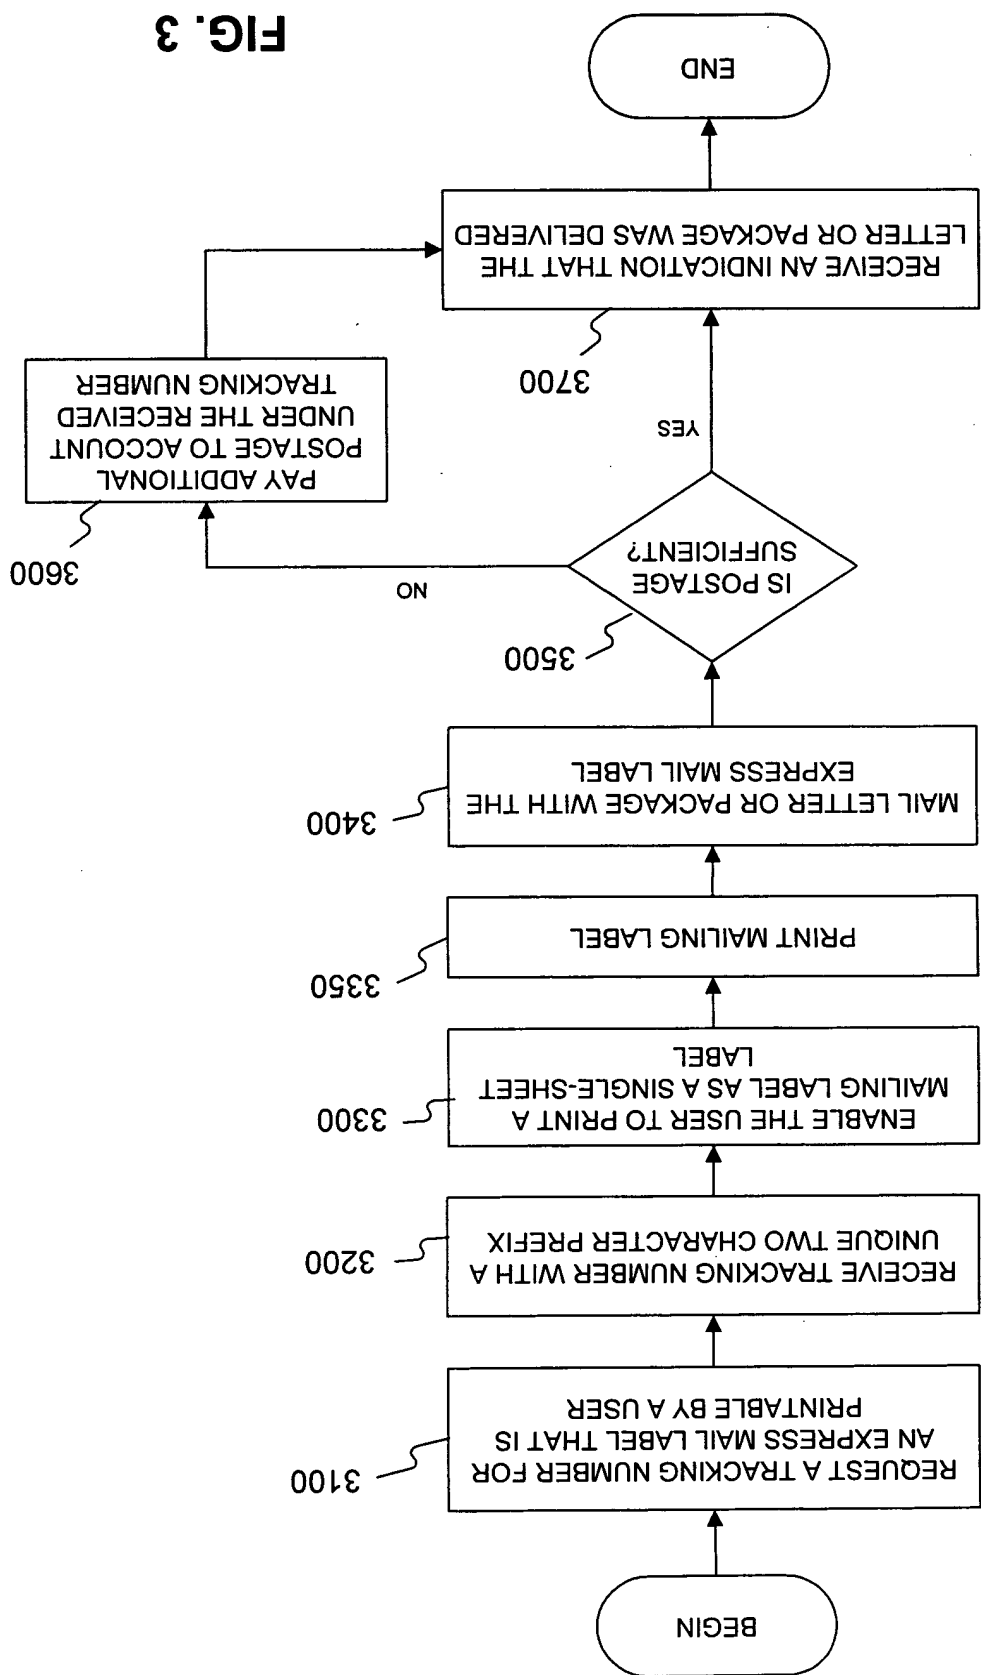 BEGIN
REQUEST A TRACKING NUMBER FOR
AN EXPRESS MAIL LABEL THAT IS
PRINTABLE BY A USER
3100
RECEIVE TRACKING NUMBER WITH A
UNIQUE TWO CHARACTER PREFIX
3200
ENABLE THE USER TO PRINT A
MAILING LABEL AS A SINGLE-SHEET
LABEL
3300
PRINT MAILING LABEL
3350
MAIL LETTER OR PACKAGE WITH THE
EXPRESS MAIL LABEL
3400
IS POSTAGE
SUFFICIENT?
3500
NO
YES
PAY ADDITIONAL
POSTAGE TO ACCOUNT
UNDER THE RECEIVED
TRACKING NUMBER
3600
RECEIVE AN INDICATION THAT THE
LETTER OR PACKAGE WAS DELIVERED
3700
END
FIG. 3